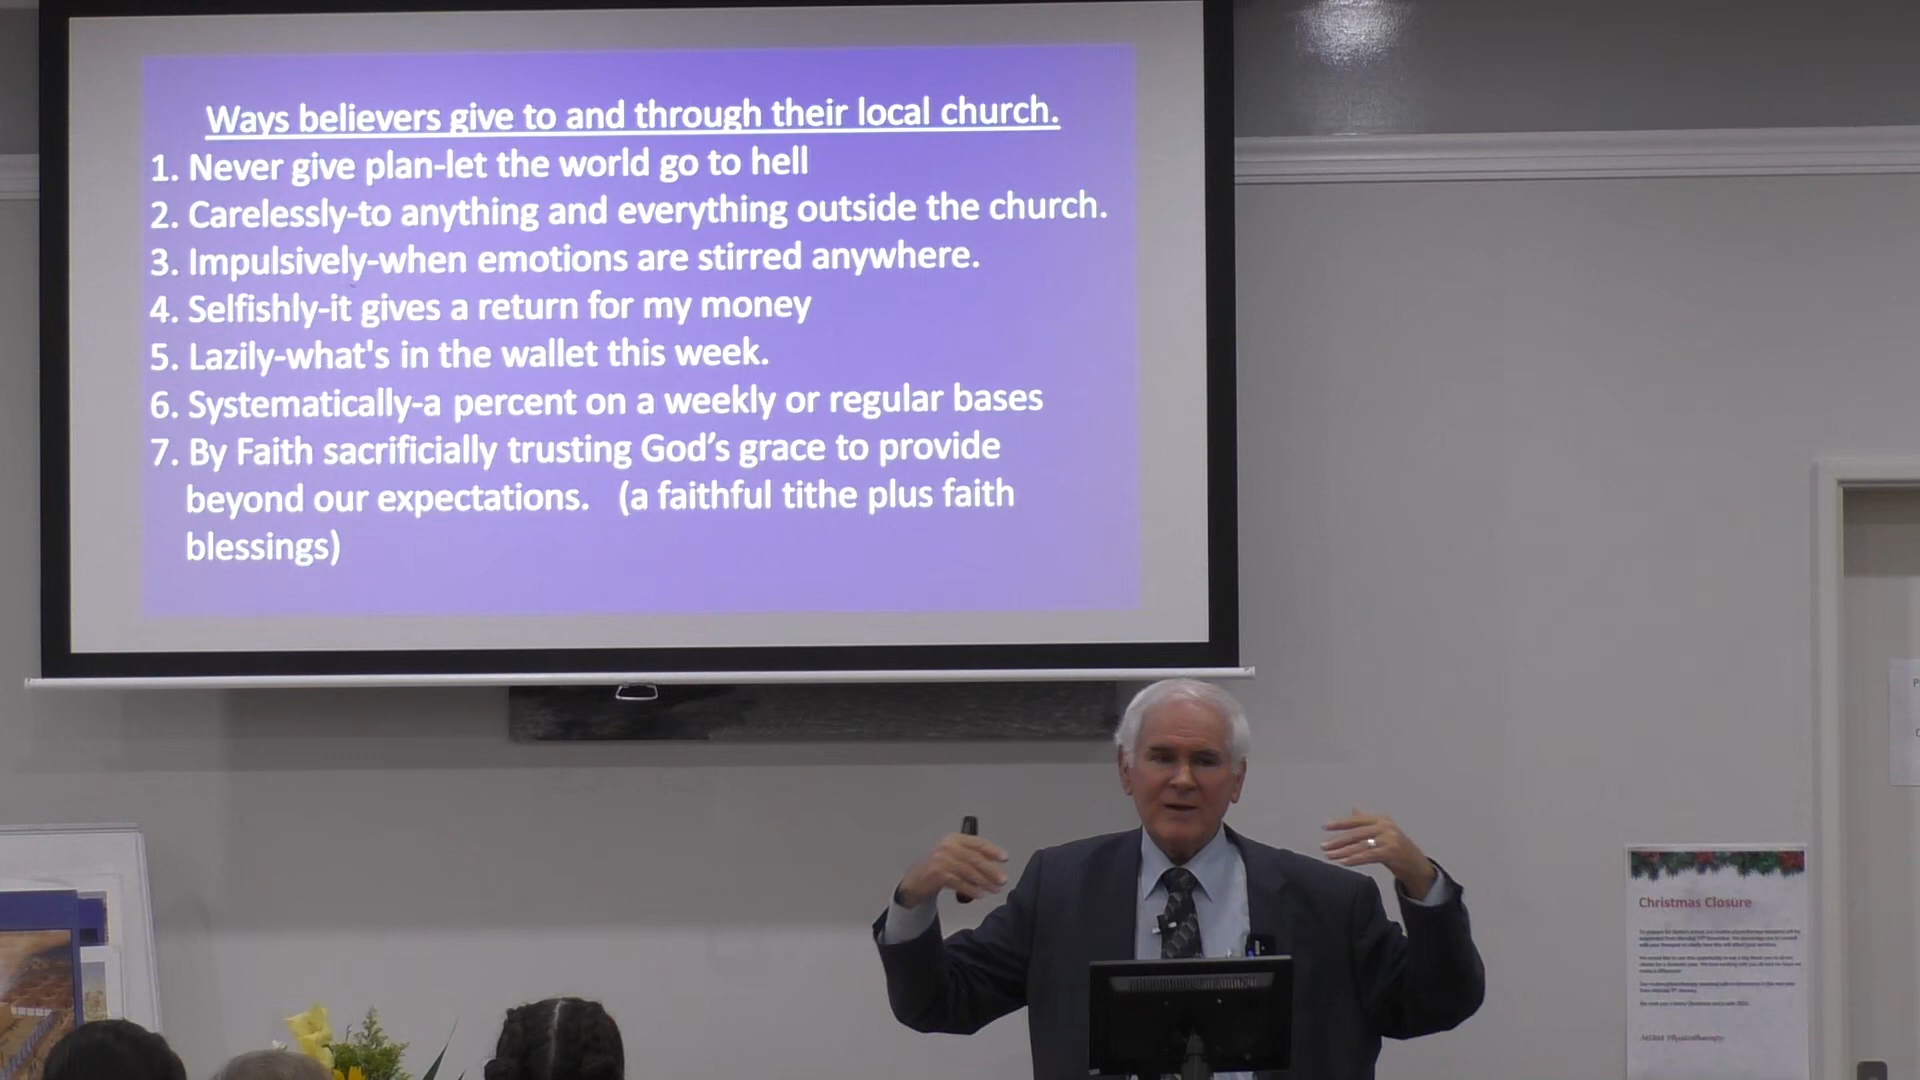 Ways believers give to and through their local church.
1. Never give plan-let the world go to hell
2. Carelessly-to anything and everything outside the church.
3. Impulsively-when emotions are stirred anywhere.
4. Selfishly-it gives a return for my money
5. Lazily-what's in the wallet this week.
6. Systematically-a percent on a weekly or regular bases
7. By Faith sacrificially trusting God’s grace to provide
beyond our expectations. (a faithful tithe plus faith
blessings)
Christmas Closure